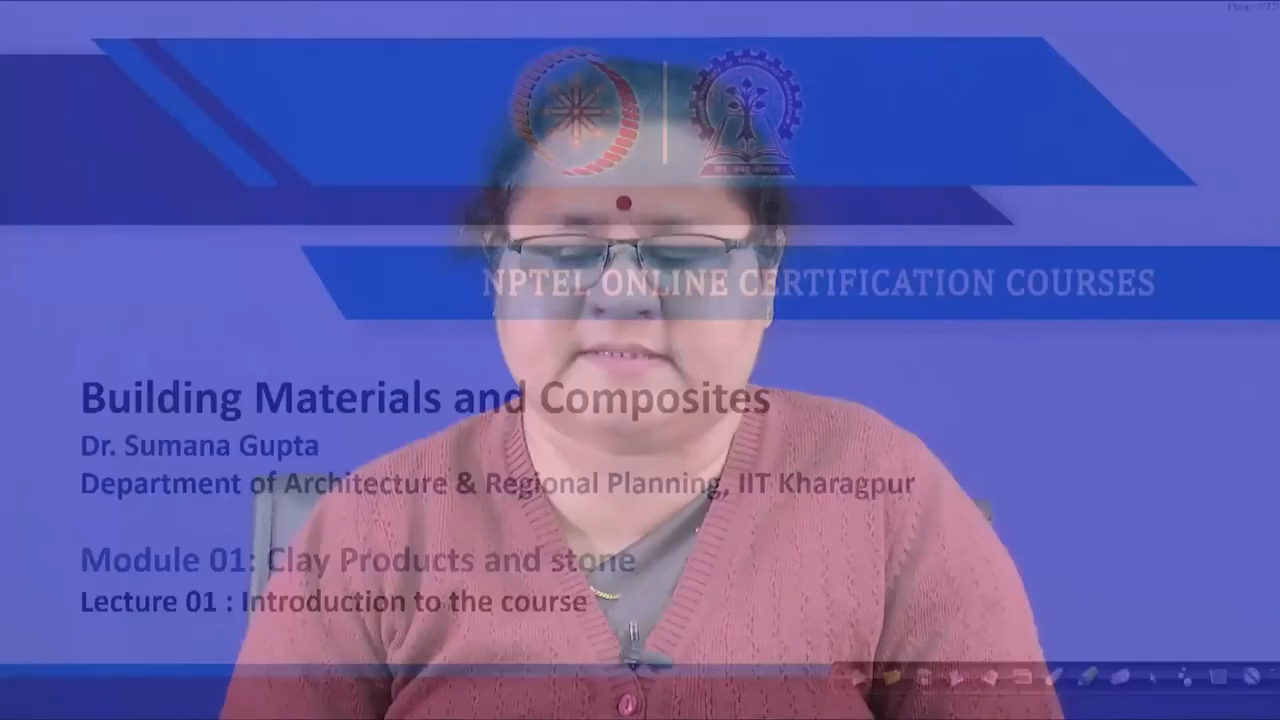 NPTEL ONLINE CERTIFICATION COURSES
Building Materials and Composites
Dr. Sumana Gupta
Department of Architecture & Regional Planning, IIT Kharagpur
Module 01: Clay Products and stone
Lecture 01 : Introduction to the course